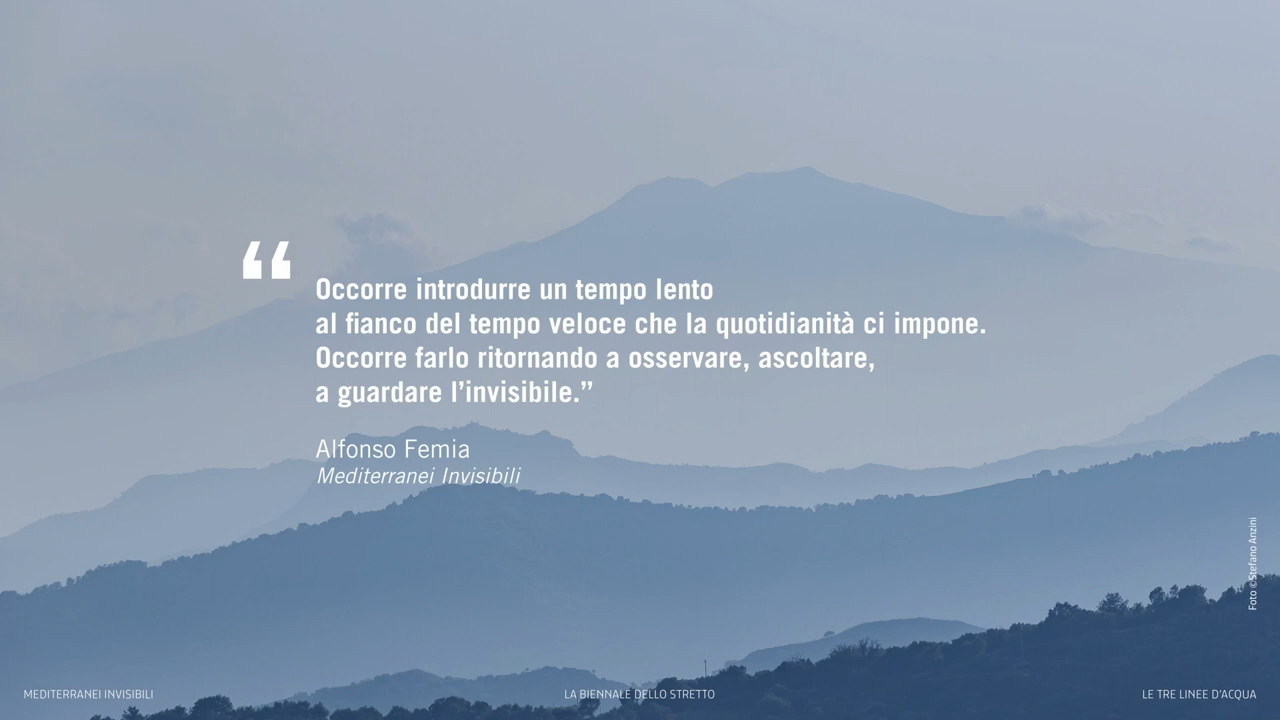 “
Occorre introdurre un tempo lento
al fianco del tempo veloce che la quotidianità ci impone.
Occorre farlo ritornando a osservare, ascoltare,
a guardare l’invisibile.”
Alfonso Femia
Mediterranei Invisibili
Foto ©Stefano Anzini
MEDITERRANEI INVISIBILI
LA BIENNALE DELLO STRETTO
LE TRE LINEE D’ACQUA